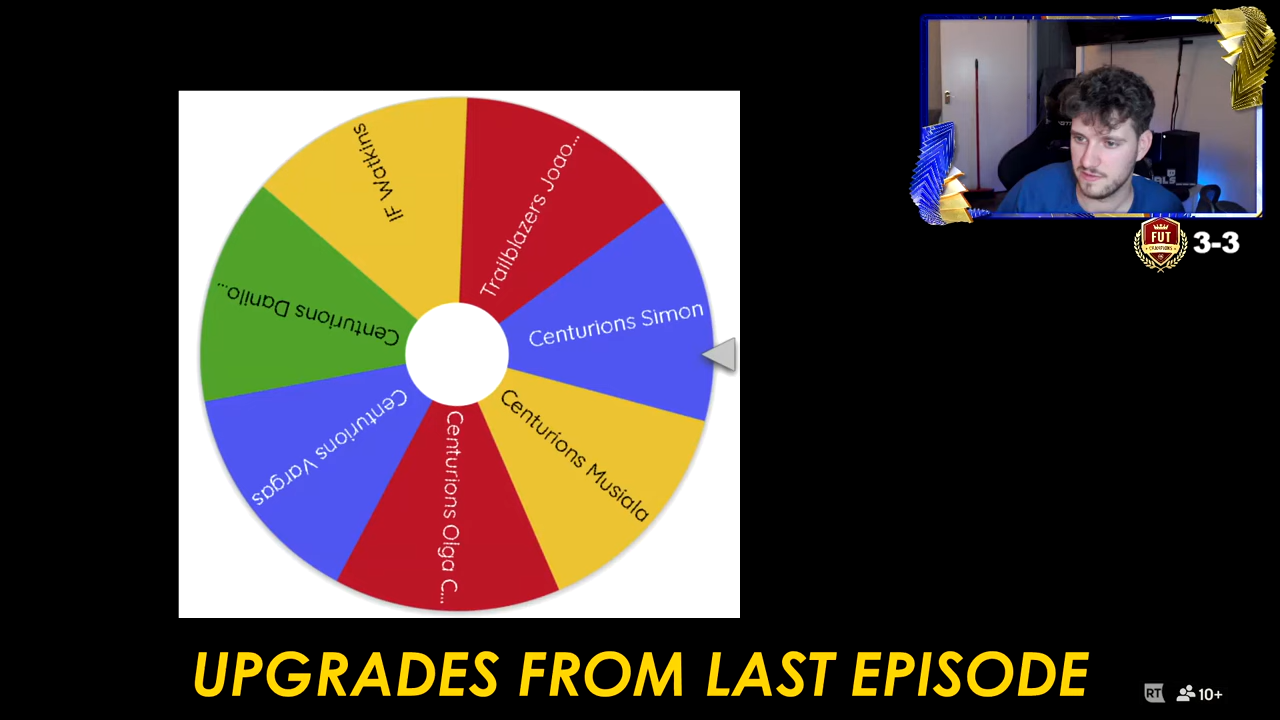 IF Watkins
Trailblazers Joao...
Centurions Simon
Centurions Musiala
Centurions Olga C...
Centurions Vargas
Centurions Danilo...
FUT
CHAMPIONS
3-3
UPGRADES FROM LAST EPISODE
RT
10+